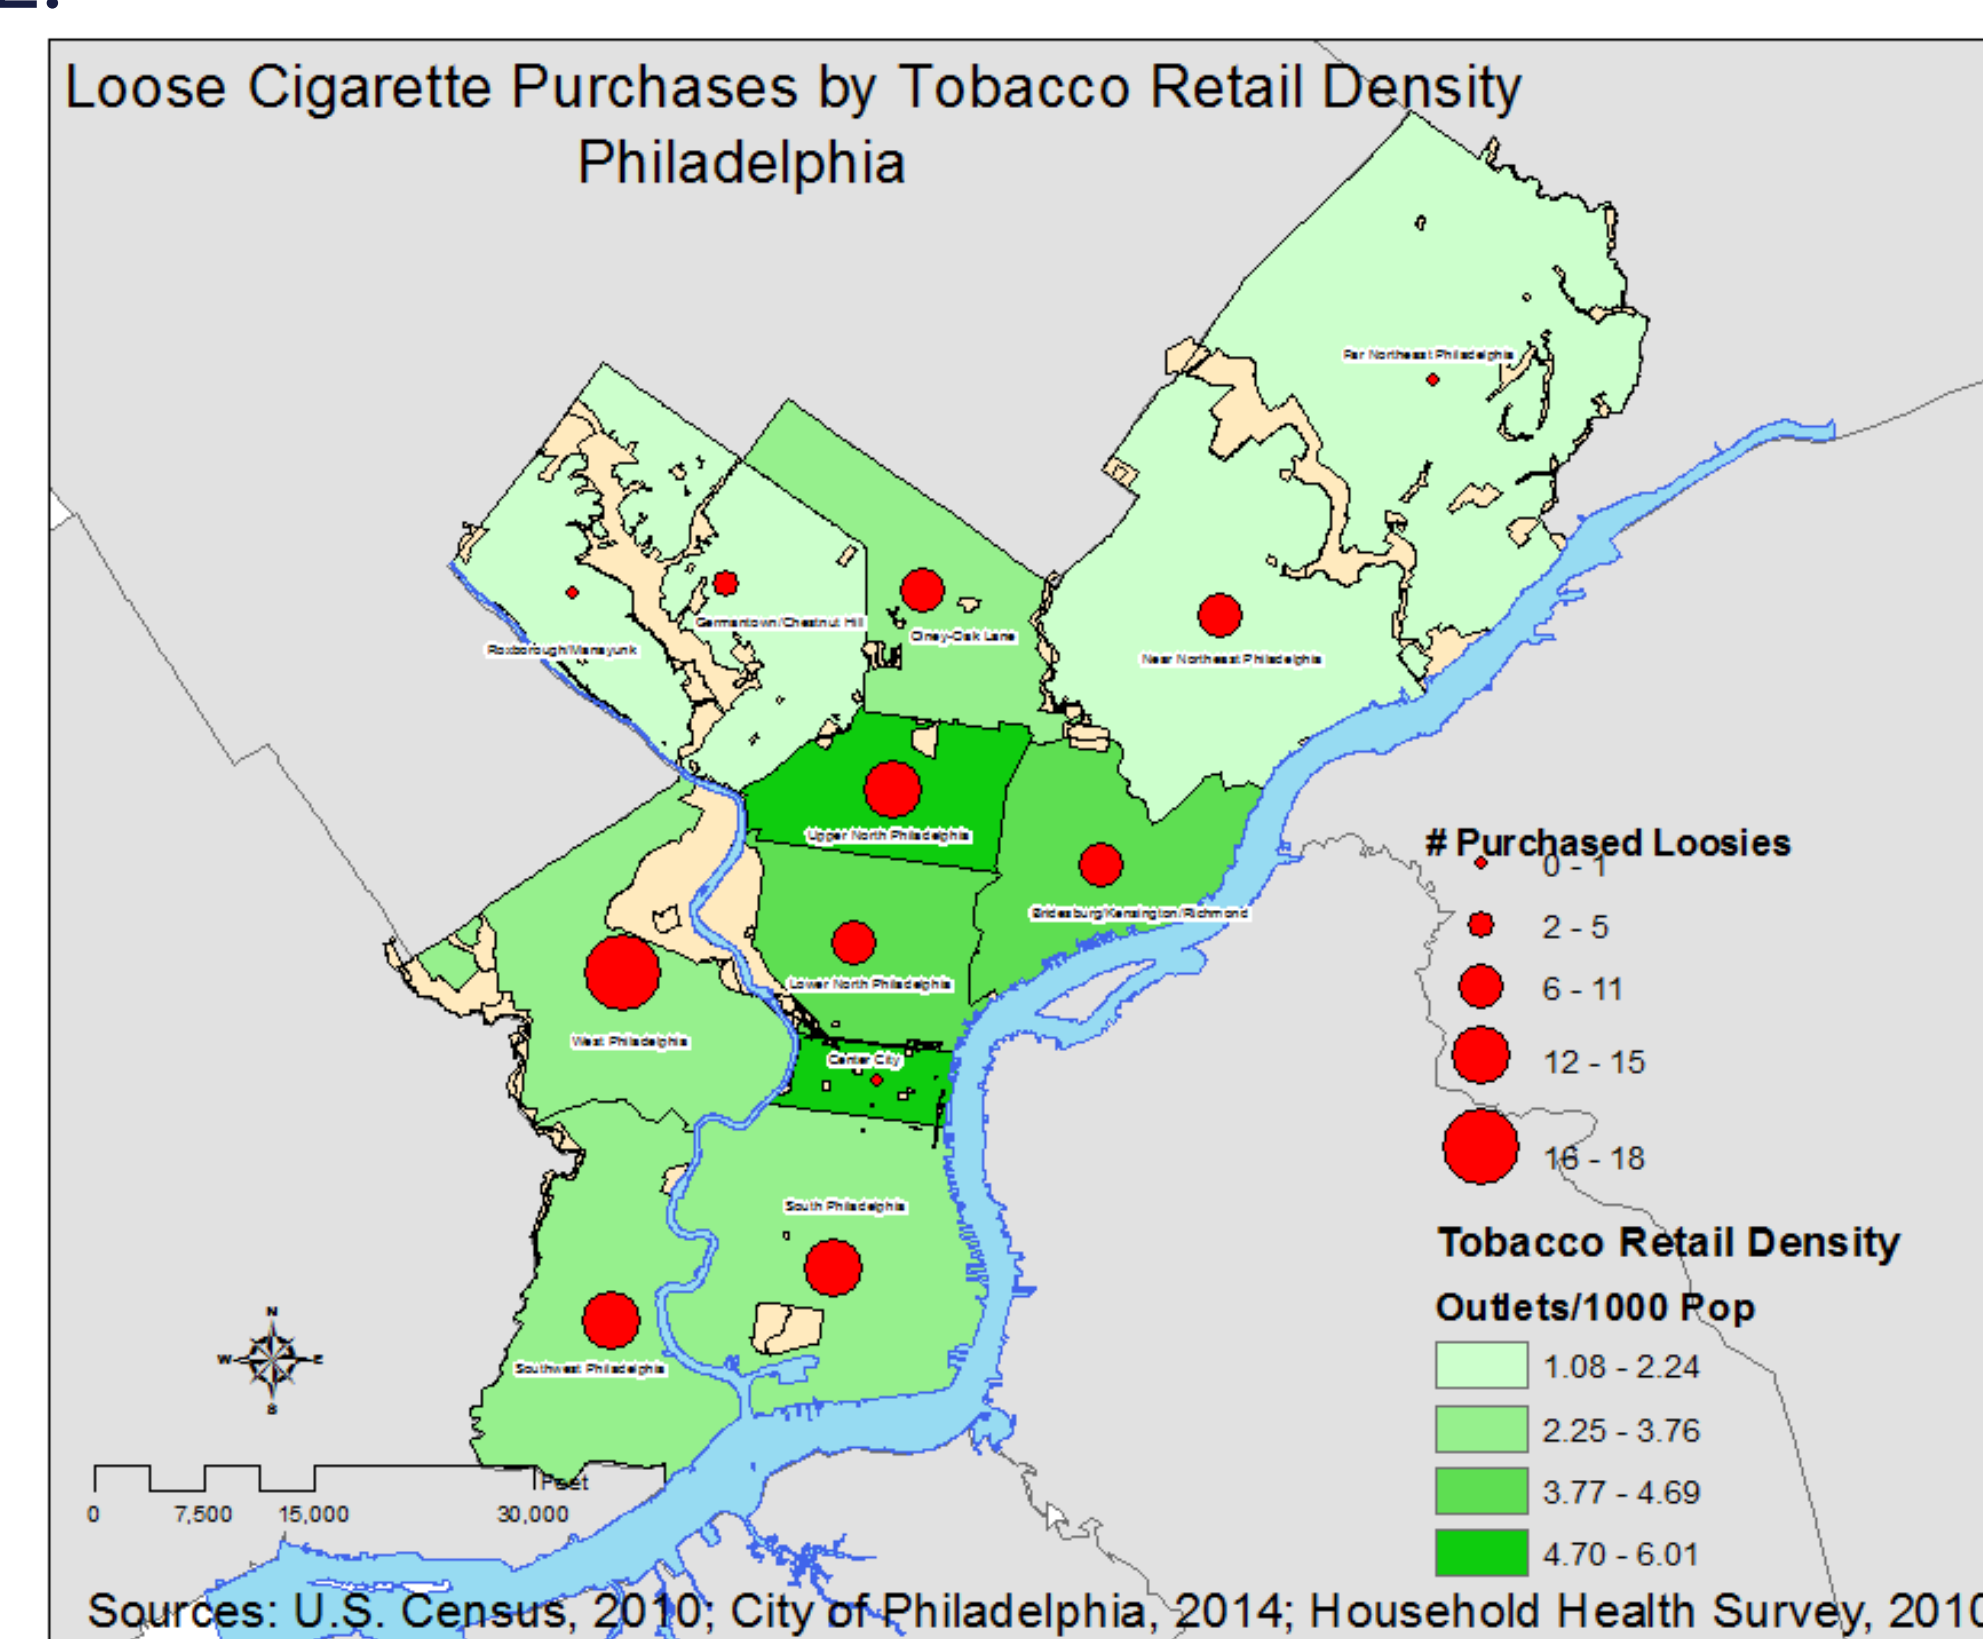 Loose Cigarette Purchases by Tobacco Retail Density
Philadelphia
Far Northeast Philadelphia
Germantown/Chestnut Hill
Olney-Oak Lane
Roxborough/Manayunk
Near Northeast Philadelphia
Upper North Philadelphia
Bridesburg/Kensington/Richmond
Lower North Philadelphia
West Philadelphia
Center City
South Philadelphia
Southwest Philadelphia
# Purchased Loosies
0 - 1
2 - 5
6 - 11
12 - 15
16 - 18
Tobacco Retail Density
Outlets/1000 Pop
1.08 - 2.24
2.25 - 3.76
3.77 - 4.69
4.70 - 6.01
N
W E
S
Feet
0 7,500 15,000 30,000
Sources: U.S. Census, 2010; City of Philadelphia, 2014; Household Health Survey, 2010